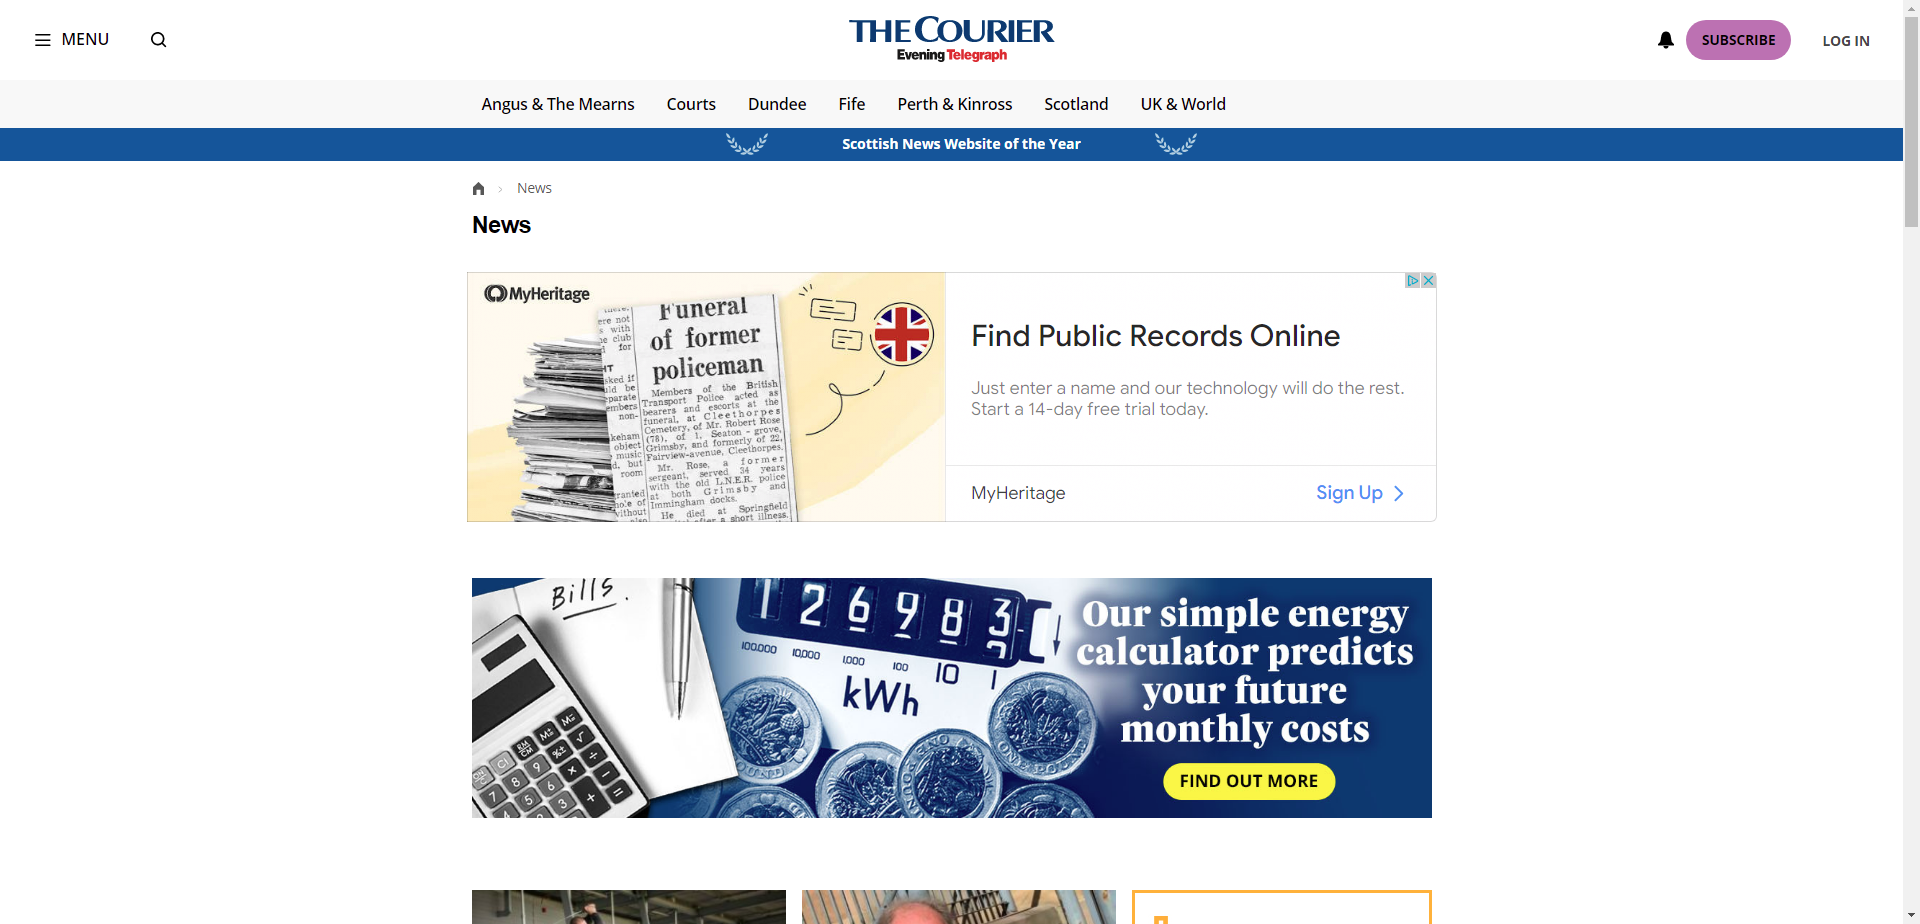 MENU
THE COURIER
Evening Telegraph
SUBSCRIBE
LOG IN
Angus & The Mearns
Courts
Dundee
Fife
Perth & Kinross
Scotland
UK & World
Scottish News Website of the Year
News
News
MyHeritage
Funeral
of former
policeman
Members of the British
Transport Police acted as
bearers and escorts at the
funeral, at Cleethorpes
Cemetery, of Mr. Robert Rose
(78), of 1, Seaton-grove,
Grimsby, and formerly of 22,
Fairview-avenue, Cleethorpes.
Mr. Rose, a former
sergeant, served 34 years
with the old L.N.E.R. police
at both Grimsby and
Immingham docks.
He died at Springfield
after a short illness.
Find Public Records Online
Just enter a name and our technology will do the rest.
Start a 14-day free trial today.
MyHeritage
Sign Up
Bills.
126983
100,000 10,000 1,000 100 10 1
kWh
Our simple energy
calculator predicts
your future
monthly costs
FIND OUT MORE